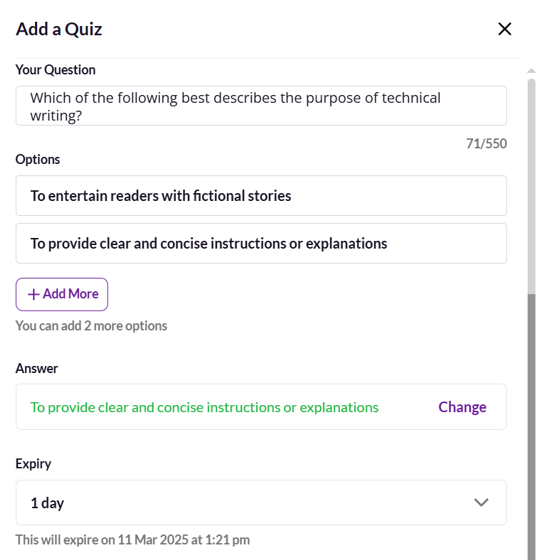 Add a Quiz
Your Question
Which of the following best describes the purpose of technical
writing?
71/550
Options
To entertain readers with fictional stories
To provide clear and concise instructions or explanations
+ Add More
You can add 2 more options
Answer
To provide clear and concise instructions or explanations
Change
Expiry
1 day
This will expire on 11 Mar 2025 at 1:21 pm